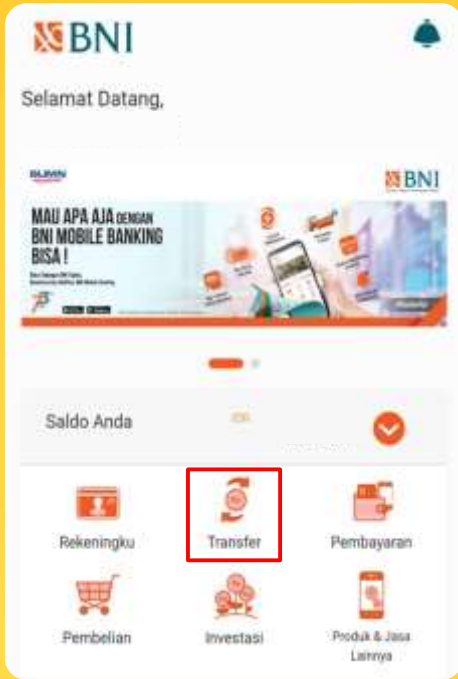 BNI
Selamat Datang,
BUMN
BNI
MAU APA AJA DENGAN
BNI MOBILE BANKING
BISA !
Saldo Anda
Rekeningku
Transfer
Pembayaran
Pembelian
Investasi
Produk & Jasa
Lainnya